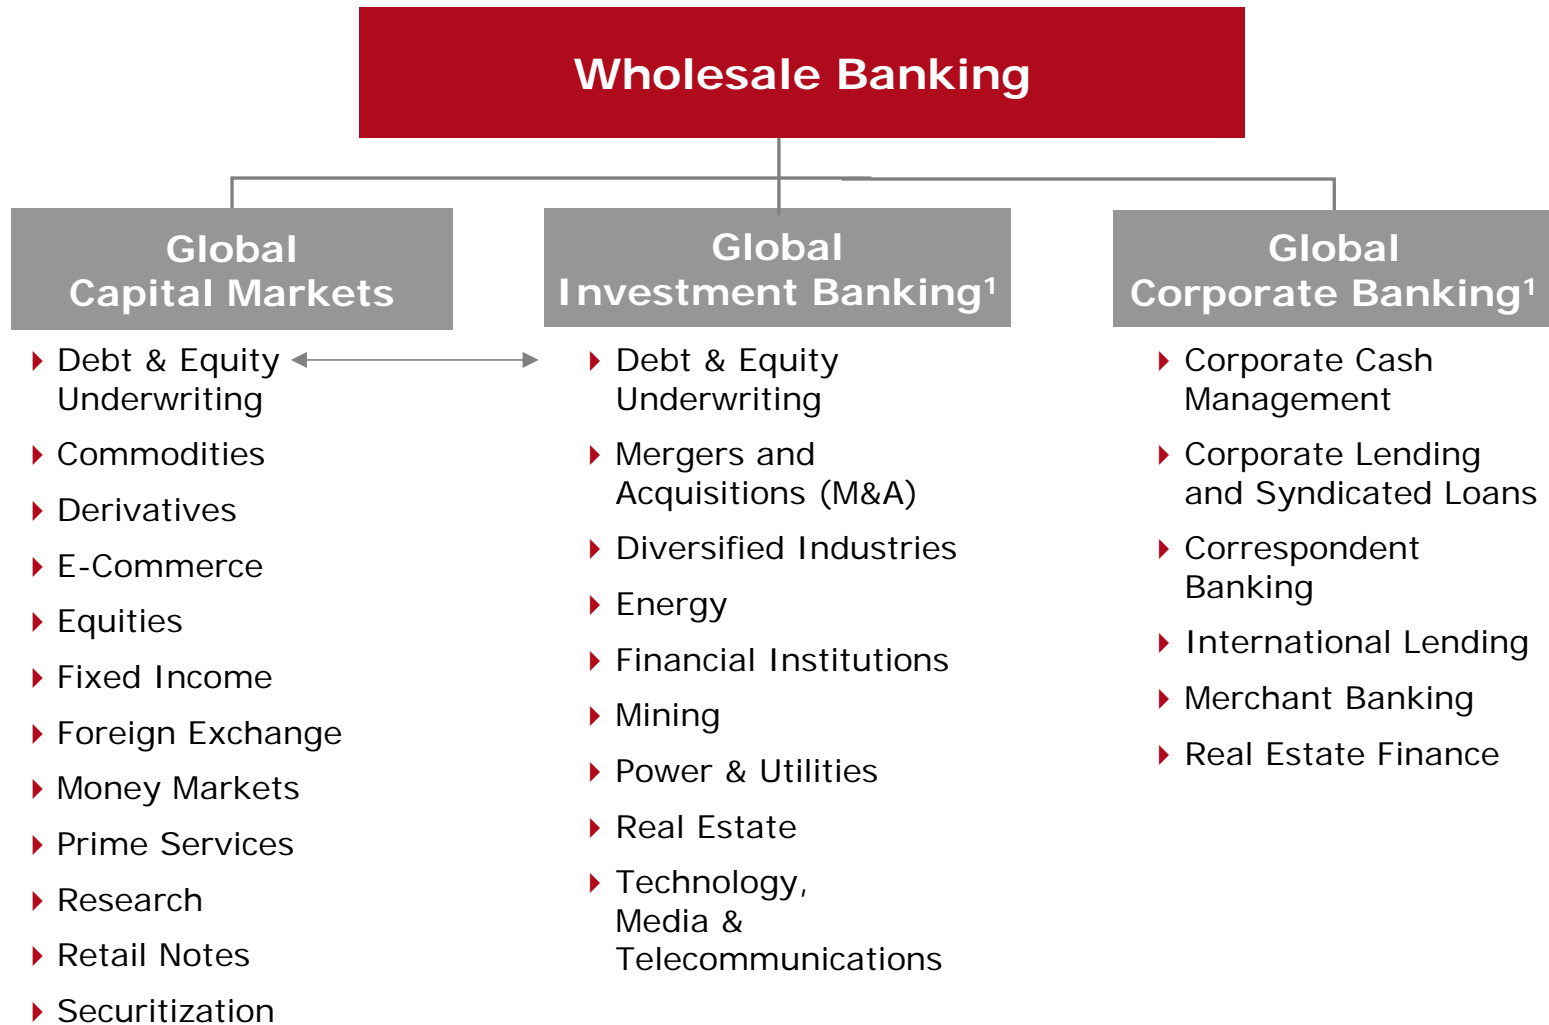 Wholesale Banking
Global
Capital Markets
Debt & Equity
Underwriting
Commodities
Derivatives
E-Commerce
Equities
Fixed Income
Foreign Exchange
Money Markets
Prime Services
Research
Retail Notes
Securitization
Global
Investment Banking¹
Debt & Equity
Underwriting
Mergers and
Acquisitions (M&A)
Diversified Industries
Energy
Financial Institutions
Mining
Power & Utilities
Real Estate
Technology,
Media &
Telecommunications
Global
Corporate Banking¹
Corporate Cash
Management
Corporate Lending
and Syndicated Loans
Correspondent
Banking
International Lending
Merchant Banking
Real Estate Finance